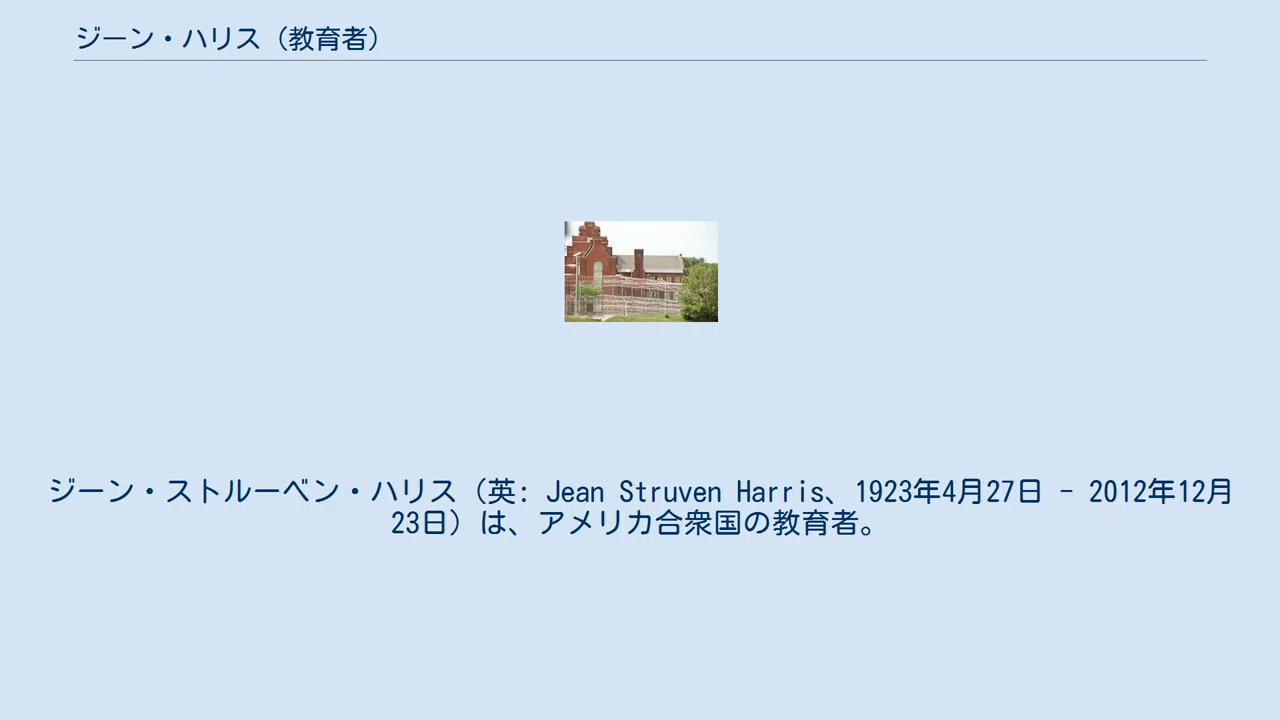 ジーン・ハリス（教育者）
ジーン・ストルーベン・ハリス（英: Jean Struven Harris、1923年4月27日 - 2012年12月
23日）は、アメリカ合衆国の教育者。